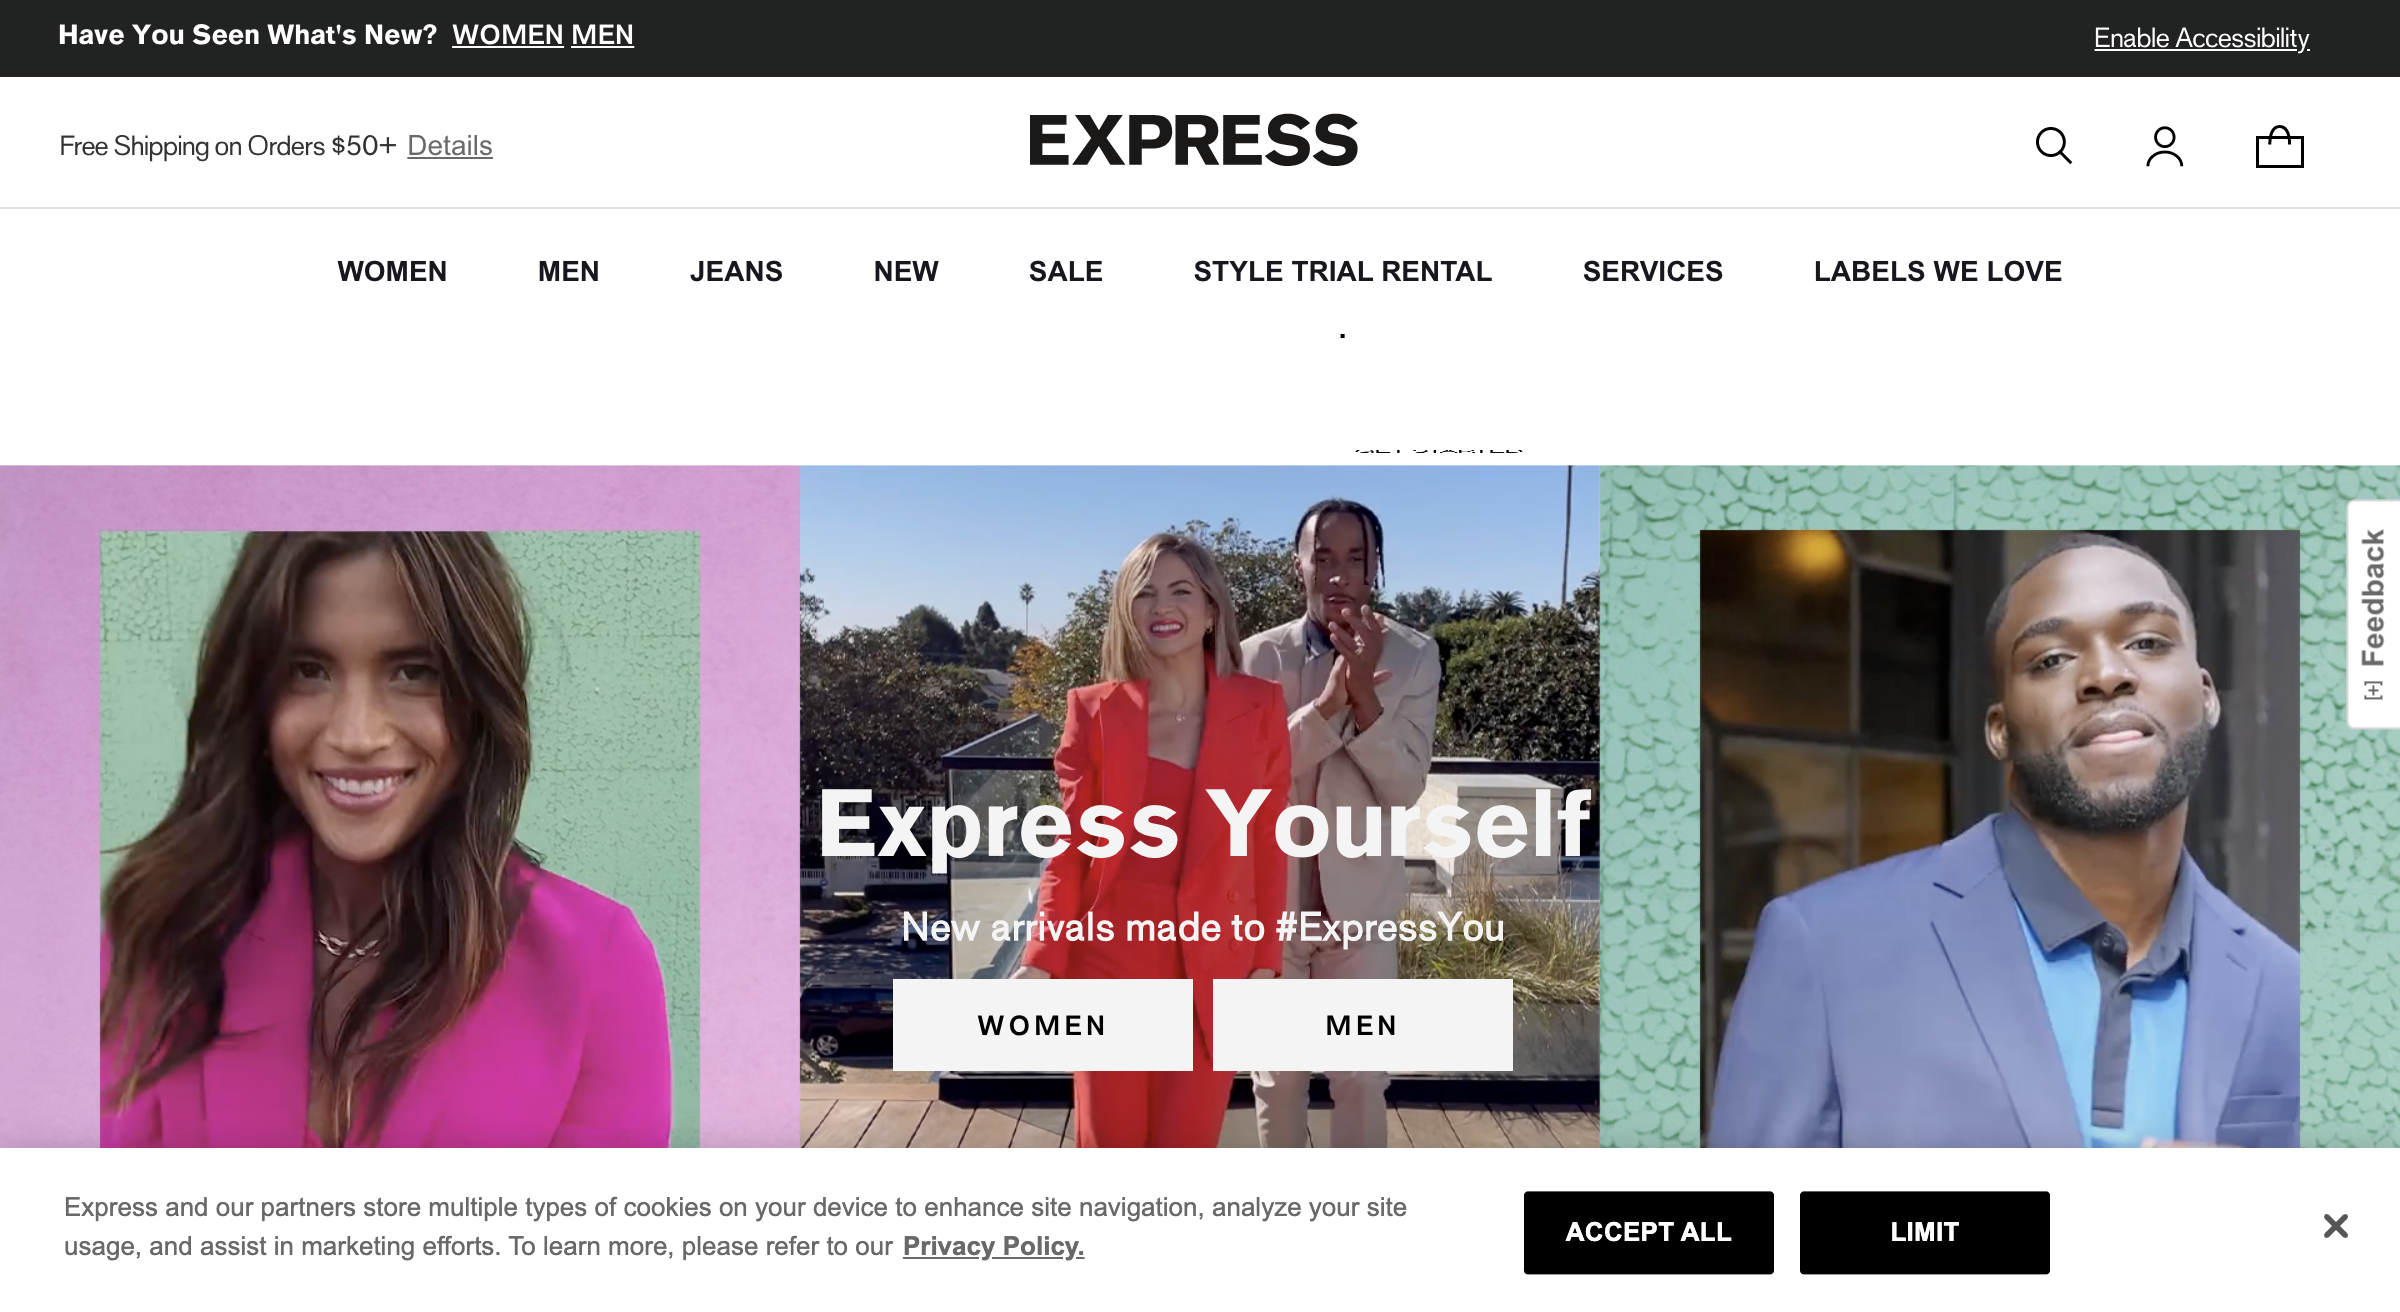 Have You Seen What's New? WOMEN MEN
Enable Accessibility
Free Shipping on Orders $50+ Details
EXPRESS
WOMEN MEN JEANS NEW SALE STYLE TRIAL RENTAL SERVICES LABELS WE LOVE
[+] Feedback
Express Yourself
New arrivals made to #ExpressYou
WOMEN MEN
Express and our partners store multiple types of cookies on your device to enhance site navigation, analyze your site
usage, and assist in marketing efforts. To learn more, please refer to our Privacy Policy.
ACCEPT ALL LIMIT